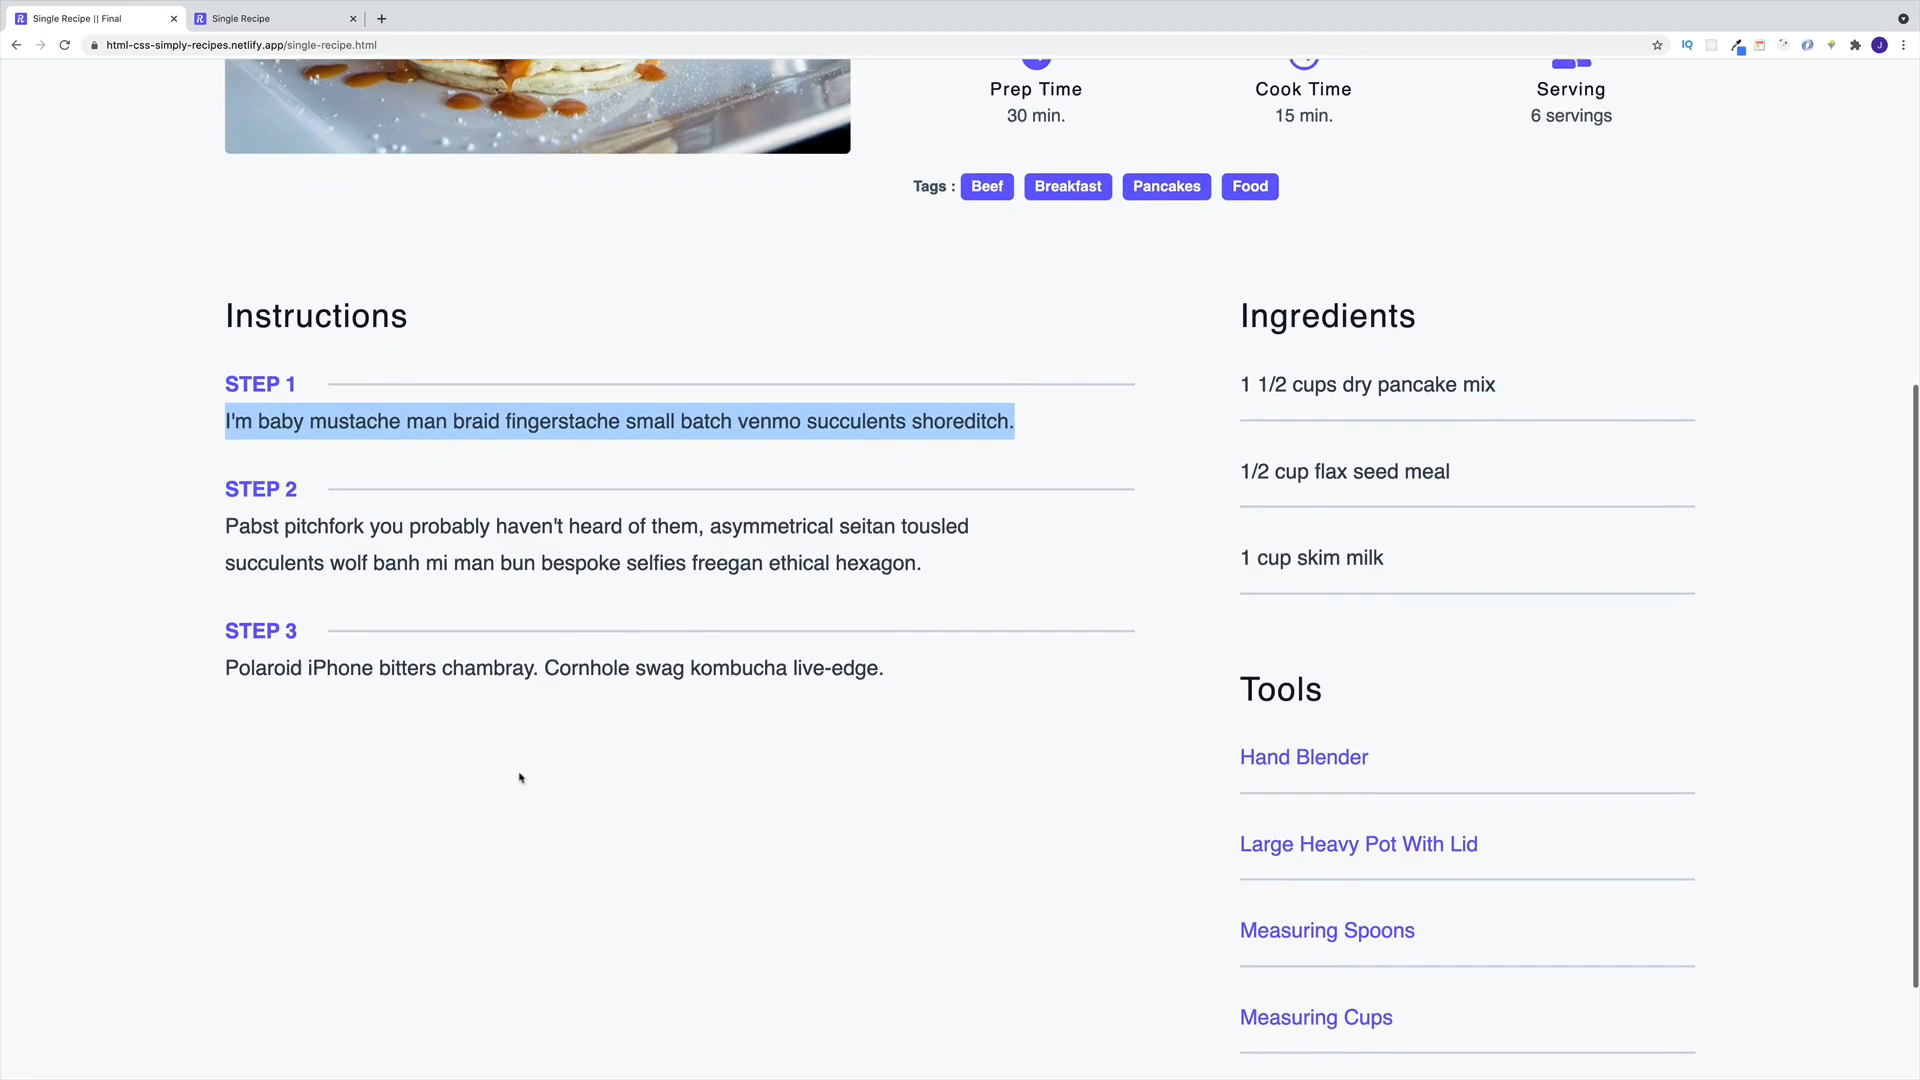 Single Recipe || Final
Single Recipe
html-css-simply-recipes.netlify.app/single-recipe.html
IQ
J
Prep Time
30 min.
Cook Time
15 min.
Serving
6 servings
Tags : Beef Breakfast Pancakes Food
Instructions
STEP 1
I'm baby mustache man braid fingerstache small batch venmo succulents shoreditch.
STEP 2
Pabst pitchfork you probably haven't heard of them, asymmetrical seitan tousled
succulents wolf banh mi man bun bespoke selfies freegan ethical hexagon.
STEP 3
Polaroid iPhone bitters chambray. Cornhole swag kombucha live-edge.
Ingredients
1 1/2 cups dry pancake mix
1/2 cup flax seed meal
1 cup skim milk
Tools
Hand Blender
Large Heavy Pot With Lid
Measuring Spoons
Measuring Cups